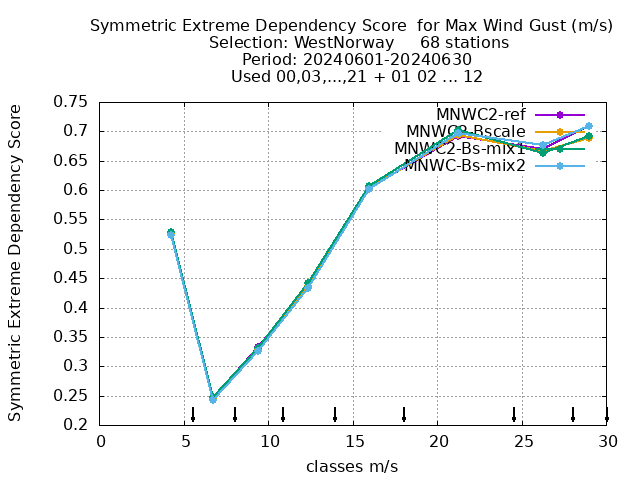 Symmetric Extreme Dependency Score  for Max Wind Gust (m/s)
Selection: WestNorway     68 stations
Period: 20240601-20240630
Used 00,03,...,21 + 01 02 ... 12
Symmetric Extreme Dependency Score
0.75
0.7
0.65
0.6
0.55
0.5
0.45
0.4
0.35
0.3
0.25
0.2
MNWC2-ref
MNWC2-Bscale
MNWC2-Bs-mix1
MNWC-Bs-mix2
0 5 10 15 20 25 30
classes m/s